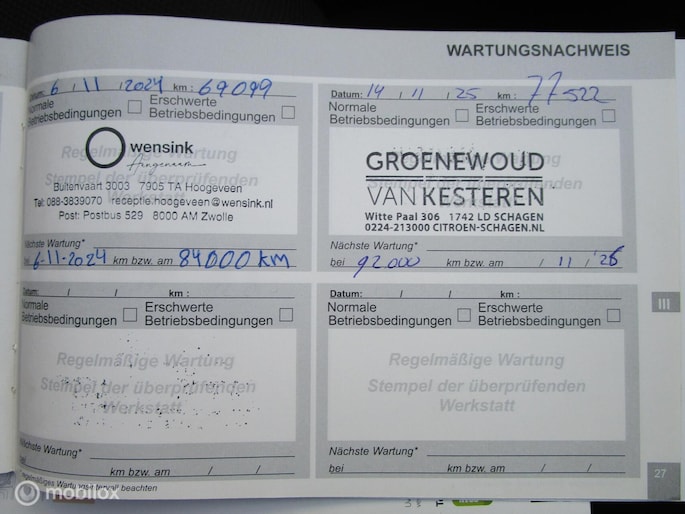 WARTUNGSNACHWEIS
Datum: 6 / 11 / 2024 km: 69099
Normale Betriebsbedingungen
Erschwerte Betriebsbedingungen
Regelmäßige Wartung
Stempel der überprüfenden
wensink
Hoogeveen
Buitenvaart 3003 7905 TA Hoogeveen
Tel: 088-3839070 receptie.hoogeveen@wensink.nl
Post: Postbus 529 8000 AM Zwolle
Nächste Wartung*
bei 6-11-2024 km bzw. am 84000 KM
Datum: 14 / 11 / 25 km: 77522
Normale Betriebsbedingungen
Erschwerte Betriebsbedingungen
GROENEWOUD
VAN KESTEREN
Witte Paal 306 1742 LD SCHAGEN
0224-213000 CITROEN-SCHAGEN.NL
Nächste Wartung*
bei 92000 km bzw. am / 11 / '26
Datum: / / km:
Normale Betriebsbedingungen
Erschwerte Betriebsbedingungen
Regelmäßige Wartung
Stempel der überprüfenden
Werkstatt
Nächste Wartung*
bei km bzw. am / /
Datum: / / km:
Normale Betriebsbedingungen
Erschwerte Betriebsbedingungen
Regelmäßige Wartung
Stempel der überprüfenden
Werkstatt
Nächste Wartung*
bei km bzw. am / /
III
27
beachten
mobilox